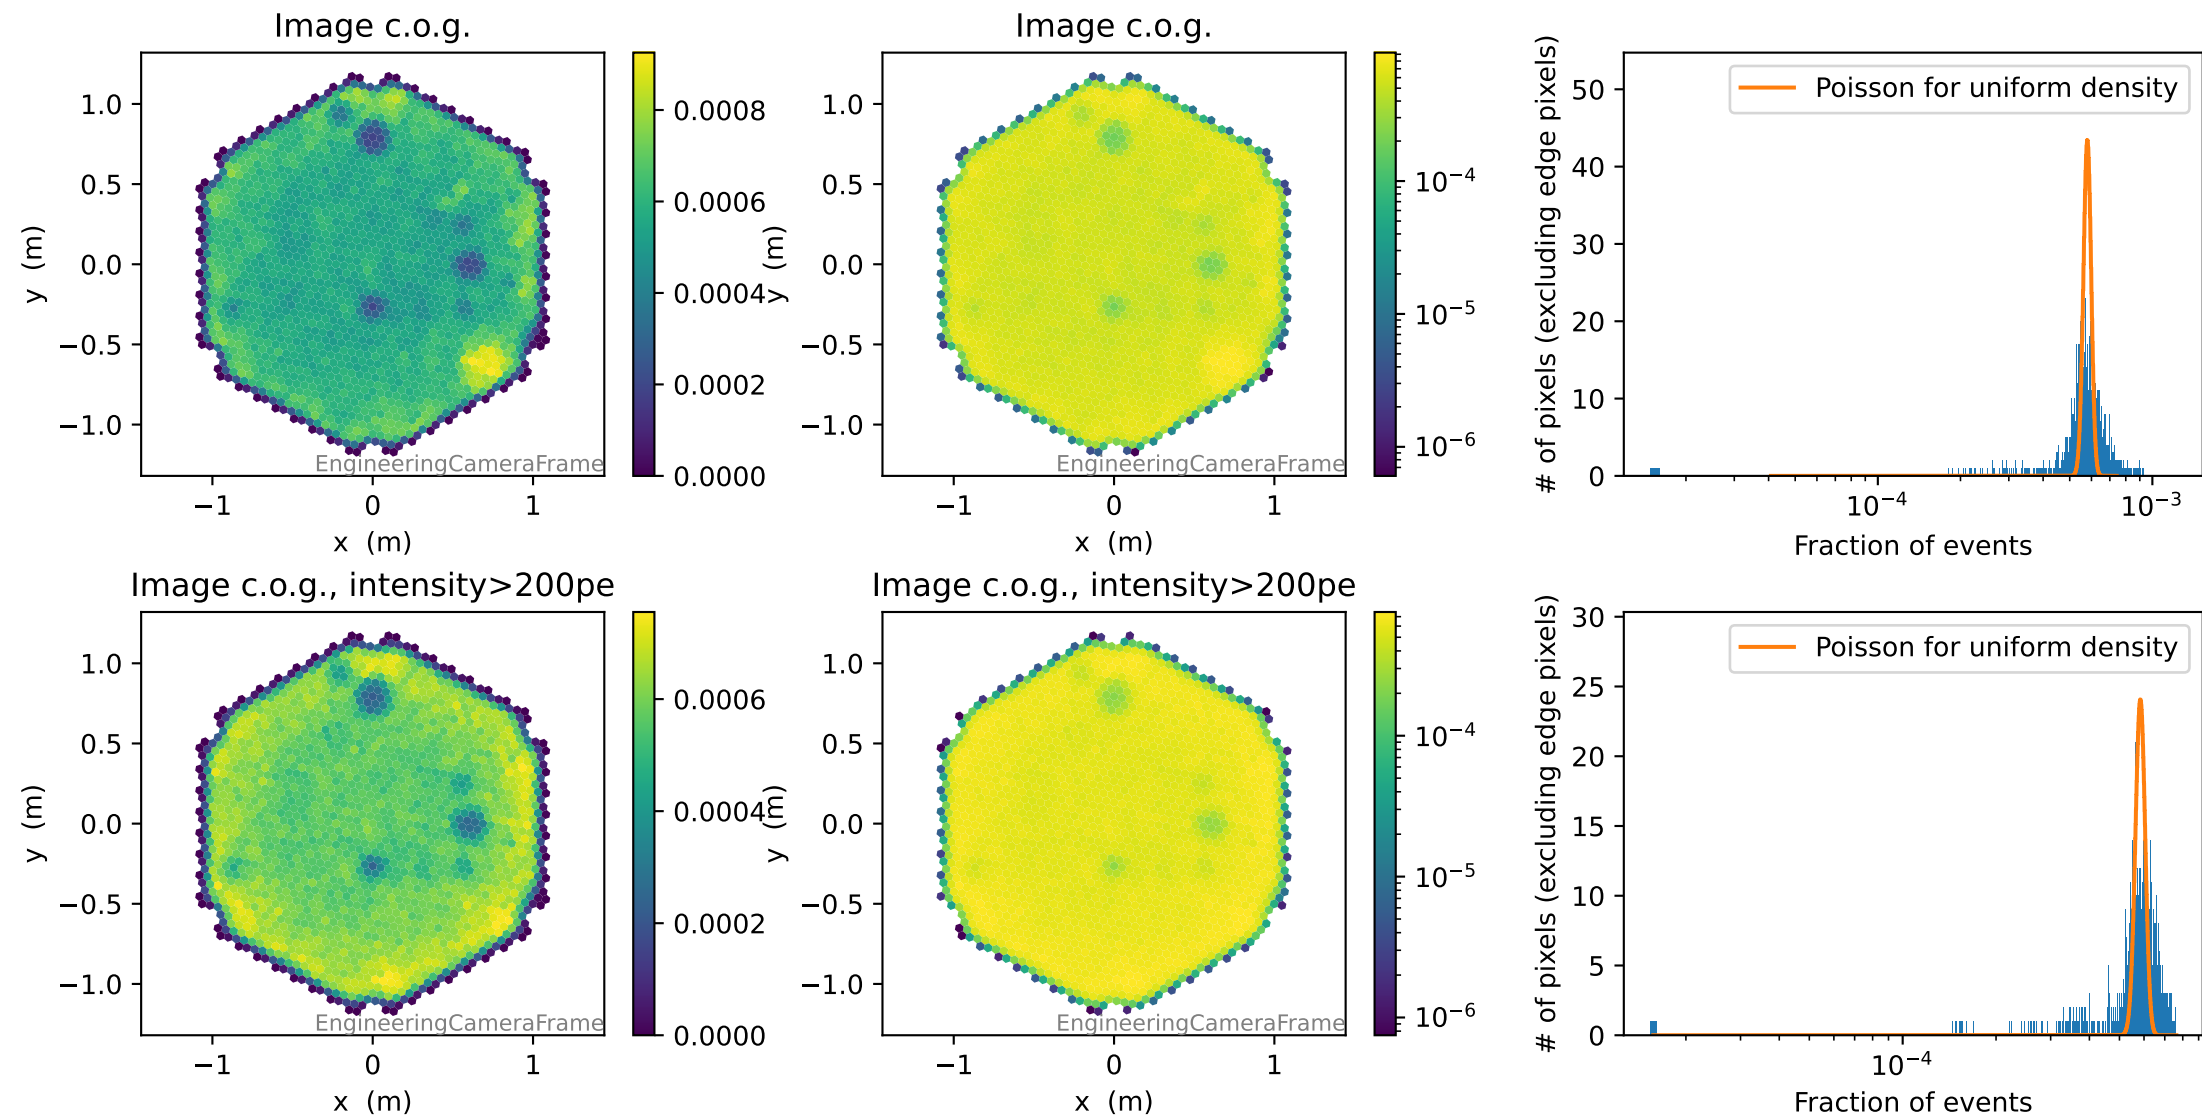 Image c.o.g.
1.0
0.5
0.0
−0.5
−1.0
y (m)
−1
0
1
x (m)
EngineeringCameraFrame
0.0008
0.0006
0.0004
0.0002
0.0000
Image c.o.g.
1.0
0.5
0.0
−0.5
−1.0
y (m)
−1
0
1
x (m)
EngineeringCameraFrame
10⁻⁴
10⁻⁵
10⁻⁶
# of pixels (excluding edge pixels)
50
40
30
20
10
0
Poisson for uniform density
10⁻⁴
10⁻³
Fraction of events
Image c.o.g., intensity>200pe
1.0
0.5
0.0
−0.5
−1.0
y (m)
−1
0
1
x (m)
EngineeringCameraFrame
0.0006
0.0004
0.0002
0.0000
Image c.o.g., intensity>200pe
1.0
0.5
0.0
−0.5
−1.0
y (m)
−1
0
1
x (m)
EngineeringCameraFrame
10⁻⁴
10⁻⁵
10⁻⁶
# of pixels (excluding edge pixels)
30
25
20
15
10
5
0
Poisson for uniform density
10⁻⁴
Fraction of events